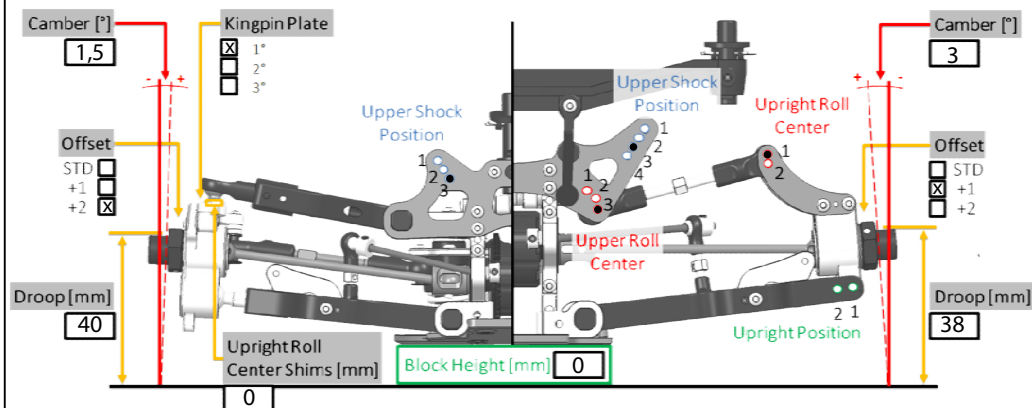 Camber [°]
1,5
- +
Kingpin Plate
X 1°
2°
3°
Offset
STD
+1
+2 X
Droop [mm]
40
Upper Shock
Position
1
2
3
Upright Roll
Center Shims [mm]
0
Block Height [mm] 0
Upper Shock
Position
1
2
3
4
1
2
3
Upper Roll
Center
Upright Roll
Center
1
2
Upright Position
2 1
Camber [°]
3
+ -
Offset
STD
X +1
+2
Droop [mm]
38